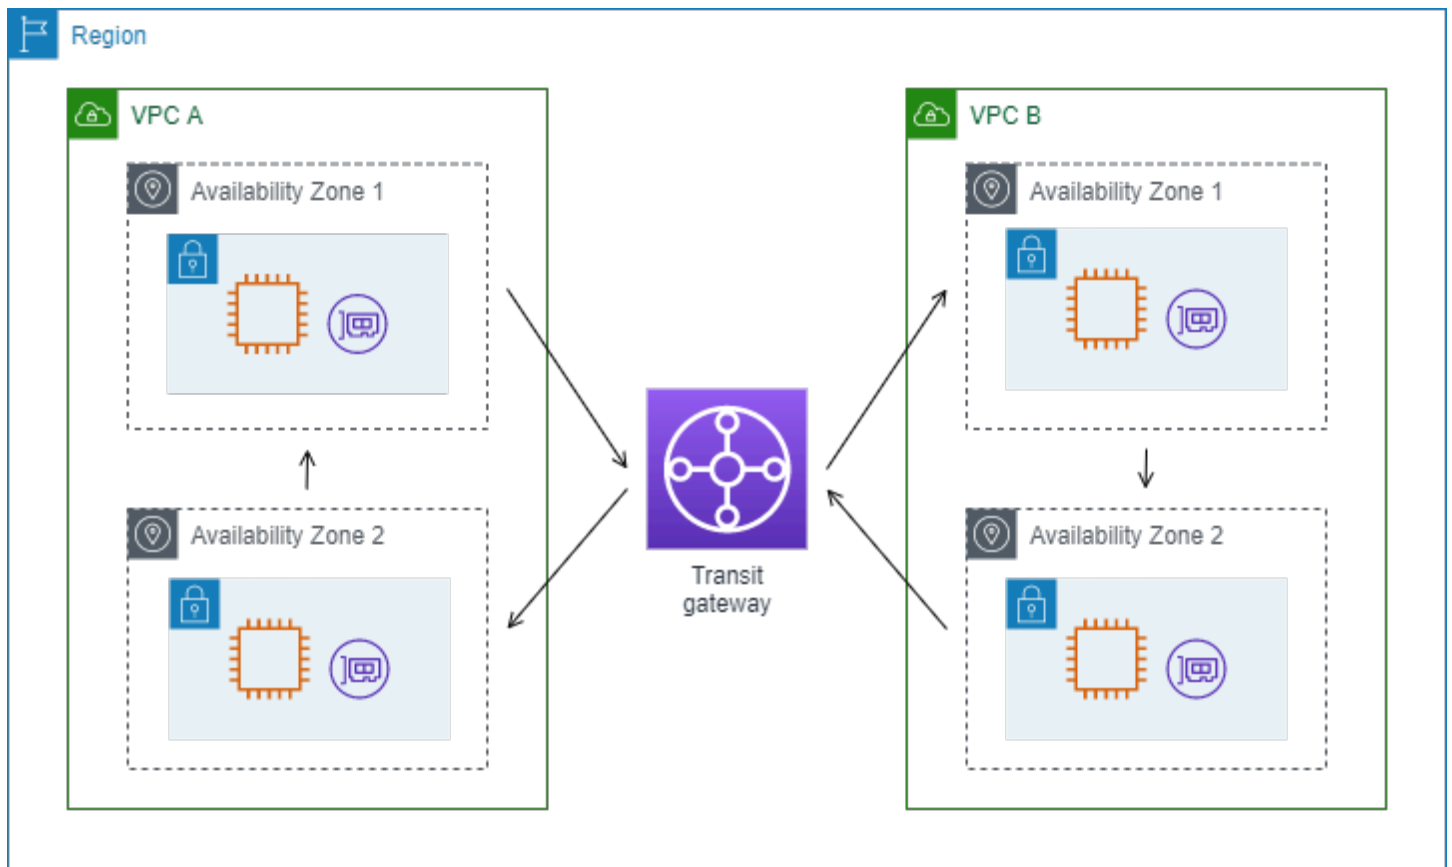 Region
VPC A
Availability Zone 1
Availability Zone 2
Transit
gateway
VPC B
Availability Zone 1
Availability Zone 2